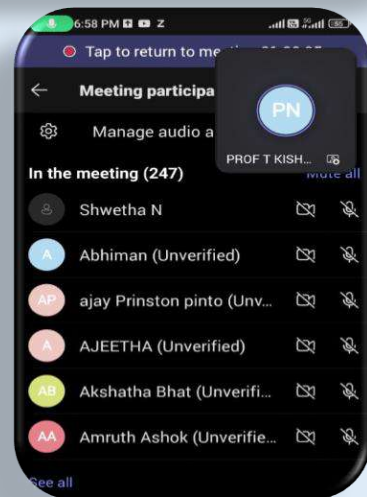 6:58 PM Z
Tap to return to
PN
Meeting
Manage audio
PROF T KISH...
In the meeting (247)
Mute all
Shwetha N
A Abhiman (Unverified)
AP ajay Prinston pinto (Unv...
A AJEETHA (Unverified)
AB Akshatha Bhat (Unverifi...
AA Amruth Ashok (Unverifie...
See all